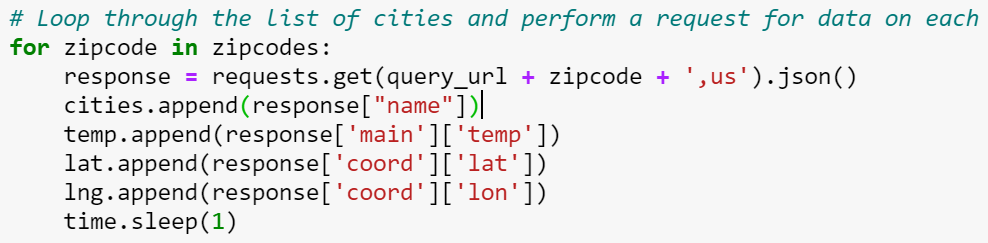 # Loop through the list of cities and perform a request for data on each
for zipcode in zipcodes:
    response = requests.get(query_url + zipcode + ',us').json()
    cities.append(response["name"])
    temp.append(response['main']['temp'])
    lat.append(response['coord']['lat'])
    lng.append(response['coord']['lon'])
    time.sleep(1)